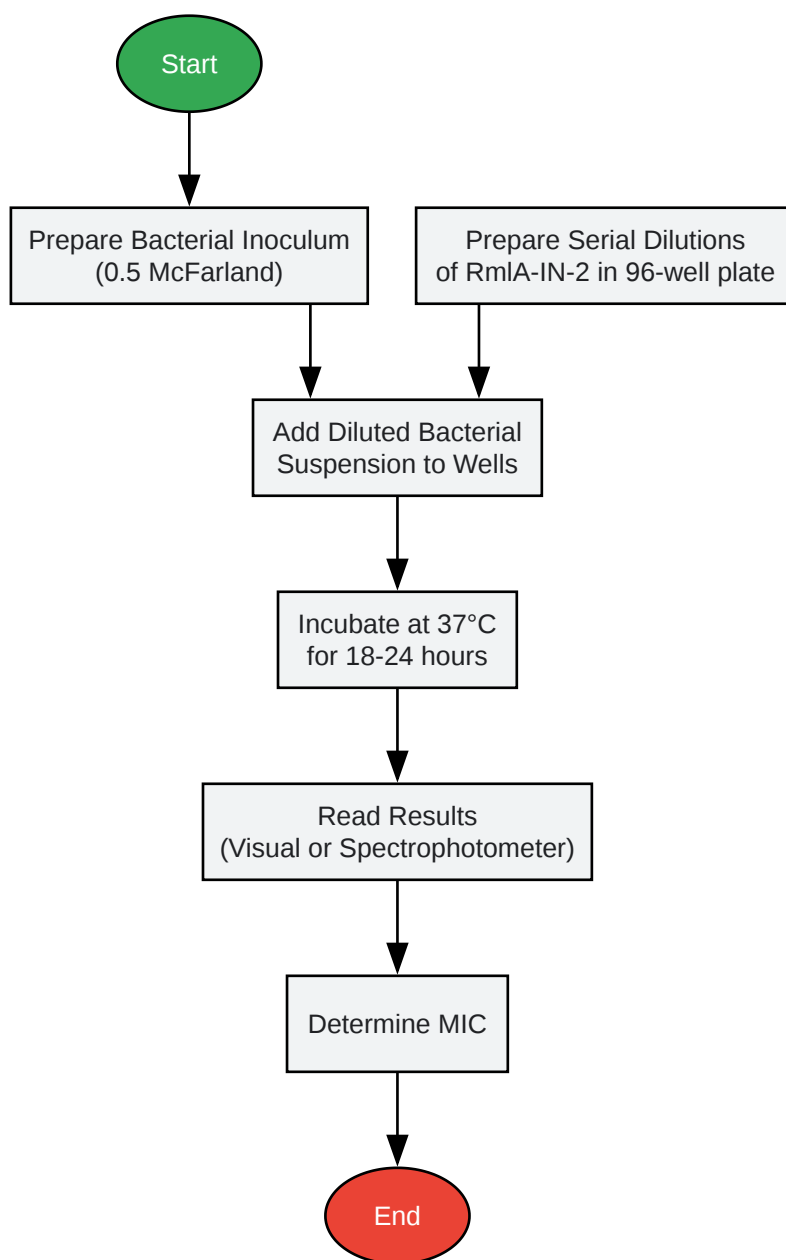 Start
Prepare Bacterial Inoculum
(0.5 McFarland)
Prepare Serial Dilutions
of RmlA-IN-2 in 96-well plate
Add Diluted Bacterial
Suspension to Wells
Incubate at 37°C
for 18-24 hours
Read Results
(Visual or Spectrophotometer)
Determine MIC
End